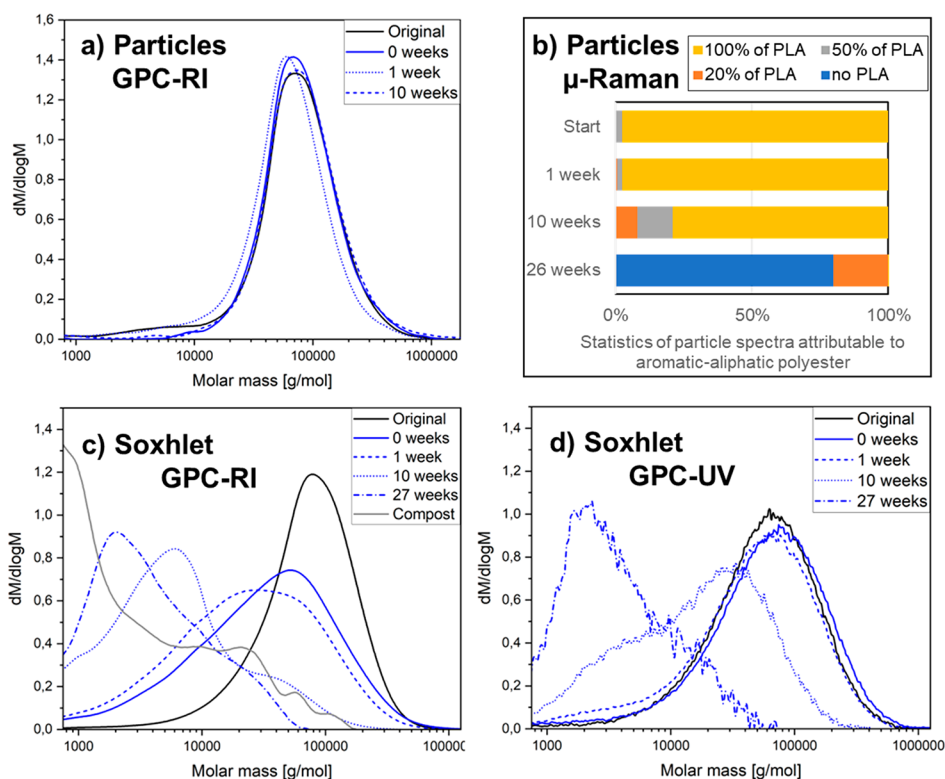 a) Particles
GPC-RI
Original
0 weeks
1 week
10 weeks
1,6
1,4
1,2
1,0
0,8
0,6
0,4
0,2
0,0
dM/dlogM
1000
10000
100000
1000000
Molar mass [g/mol]
b) Particles
µ-Raman
100% of PLA
50% of PLA
20% of PLA
no PLA
Start
1 week
10 weeks
26 weeks
0%
50%
100%
Statistics of particle spectra attributable to
aromatic-aliphatic polyester
c) Soxhlet
GPC-RI
Original
0 weeks
1 week
10 weeks
27 weeks
Compost
1,4
1,2
1,0
0,8
0,6
0,4
0,2
0,0
dM/dlogM
1000
10000
100000
100000
Molar mass [g/mol]
d) Soxhlet
GPC-UV
Original
0 weeks
1 week
10 weeks
27 weeks
1,4
1,2
1,0
0,8
0,6
0,4
0,2
0,0
dM/dlogM
1000
10000
100000
1000000
Molar mass [g/mol]